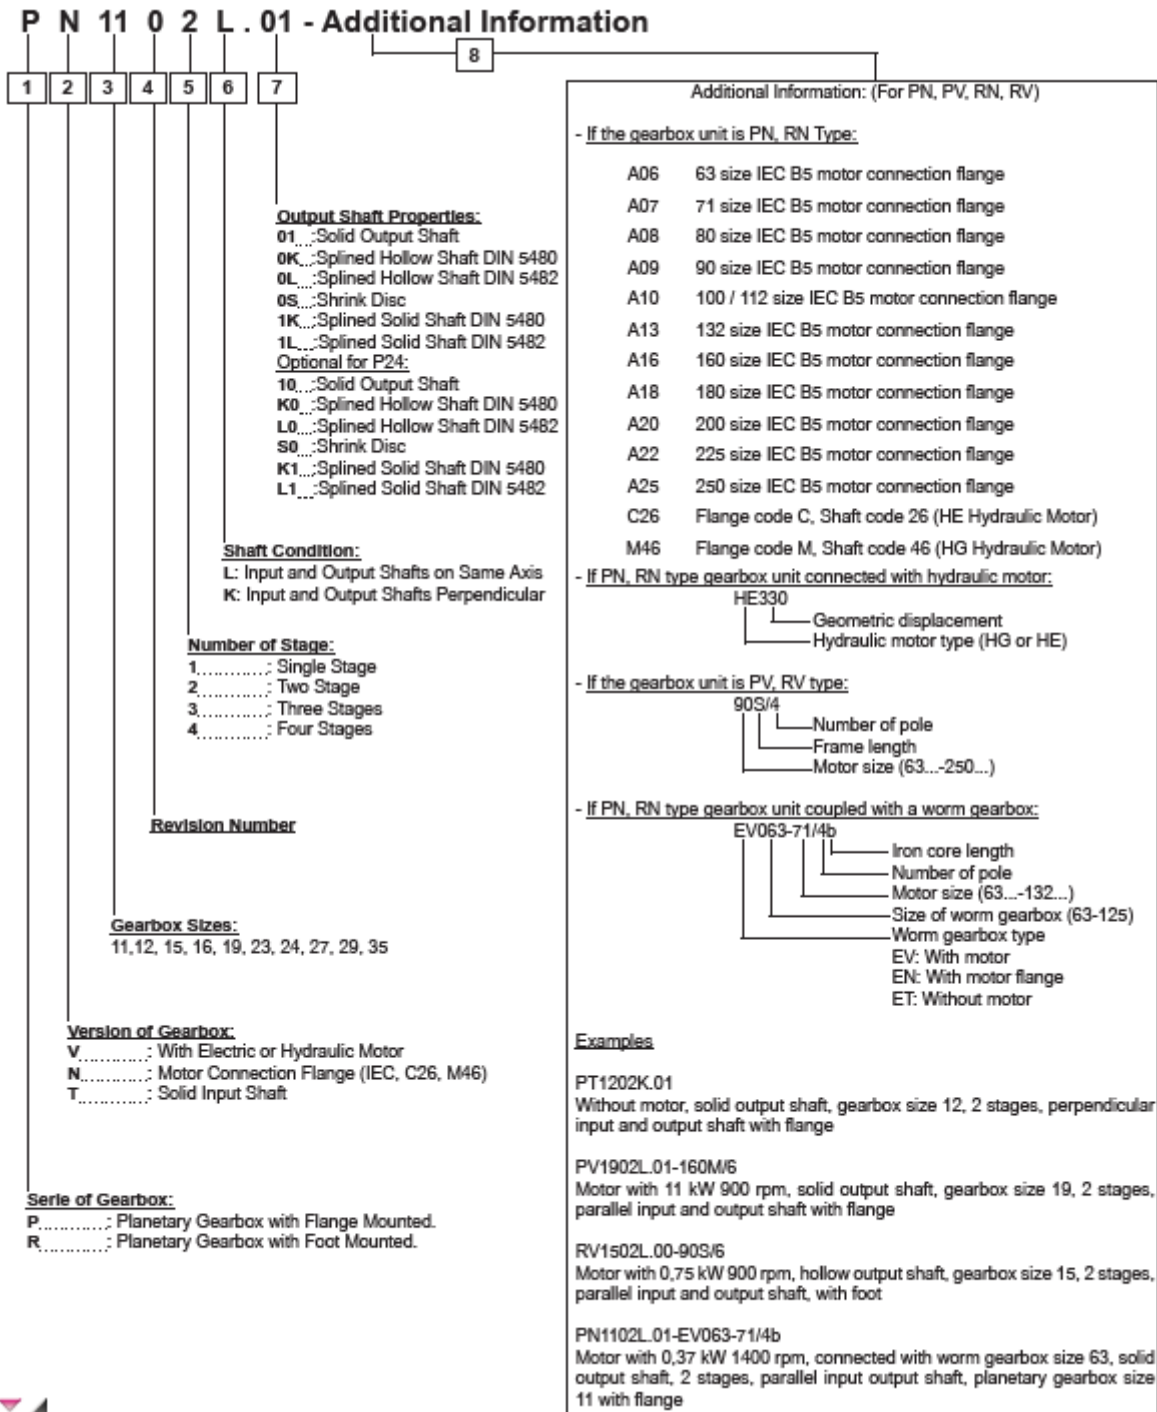 P N 11 0 2 L . 01 - Additional Information
8
1 2 3 4 5 6 7
Output Shaft Properties:
01...:Solid Output Shaft
0K...:Splined Hollow Shaft DIN 5480
0L...:Splined Hollow Shaft DIN 5482
0S...:Shrink Disc
1K...:Splined Solid Shaft DIN 5480
1L...:Splined Solid Shaft DIN 5482
Optional for P24:
10...:Solid Output Shaft
K0...:Splined Hollow Shaft DIN 5480
L0...:Splined Hollow Shaft DIN 5482
S0...:Shrink Disc
K1...:Splined Solid Shaft DIN 5480
L1...:Splined Solid Shaft DIN 5482
Shaft Condition:
L: Input and Output Shafts on Same Axis
K: Input and Output Shafts Perpendicular
Number of Stage:
1............: Single Stage
2............: Two Stage
3............: Three Stages
4............: Four Stages
Revision Number
Gearbox Sizes:
11,12, 15, 16, 19, 23, 24, 27, 29, 35
Version of Gearbox:
V............: With Electric or Hydraulic Motor
N............: Motor Connection Flange (IEC, C26, M46)
T............: Solid Input Shaft
Serie of Gearbox:
P............: Planetary Gearbox with Flange Mounted.
R............: Planetary Gearbox with Foot Mounted.
Additional Information: (For PN, PV, RN, RV)
- If the gearbox unit is PN, RN Type:
A06 63 size IEC B5 motor connection flange
A07 71 size IEC B5 motor connection flange
A08 80 size IEC B5 motor connection flange
A09 90 size IEC B5 motor connection flange
A10 100 / 112 size IEC B5 motor connection flange
A13 132 size IEC B5 motor connection flange
A16 160 size IEC B5 motor connection flange
A18 180 size IEC B5 motor connection flange
A20 200 size IEC B5 motor connection flange
A22 225 size IEC B5 motor connection flange
A25 250 size IEC B5 motor connection flange
C26 Flange code C, Shaft code 26 (HE Hydraulic Motor)
M46 Flange code M, Shaft code 46 (HG Hydraulic Motor)
- If PN, RN type gearbox unit connected with hydraulic motor:
HE330
Geometric displacement
Hydraulic motor type (HG or HE)
- If the gearbox unit is PV, RV type:
90S/4
Number of pole
Frame length
Motor size (63...-250...)
- If PN, RN type gearbox unit coupled with a worm gearbox:
EV063-71/4b
Iron core length
Number of pole
Motor size (63...-132...)
Size of worm gearbox (63-125)
Worm gearbox type
EV: With motor
EN: With motor flange
ET: Without motor
Examples
PT1202K.01
Without motor, solid output shaft, gearbox size 12, 2 stages, perpendicular
input and output shaft with flange
PV1902L.01-160M/6
Motor with 11 kW 900 rpm, solid output shaft, gearbox size 19, 2 stages,
parallel input and output shaft with flange
RV1502L.00-90S/6
Motor with 0,75 kW 900 rpm, hollow output shaft, gearbox size 15, 2 stages,
parallel input and output shaft, with foot
PN1102L.01-EV063-71/4b
Motor with 0,37 kW 1400 rpm, connected with worm gearbox size 63, solid
output shaft, 2 stages, parallel input output shaft, planetary gearbox size
11 with flange